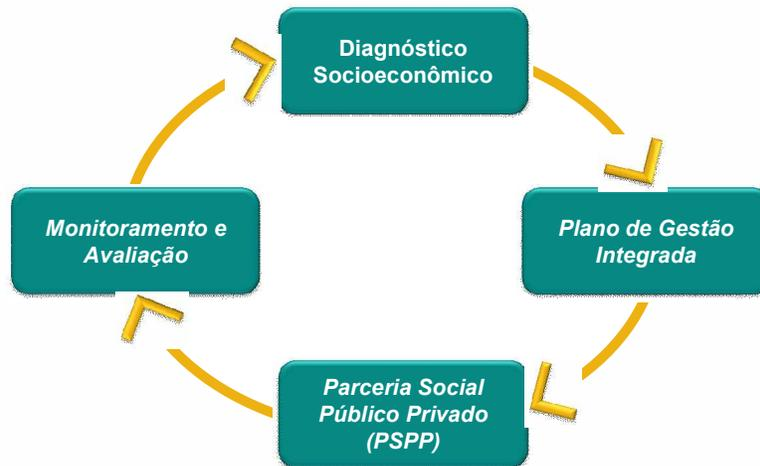 Diagnóstico
Socioeconômico
Plano de Gestão
Integrada
Parceria Social
Público Privado
(PSPP)
Monitoramento e
Avaliação